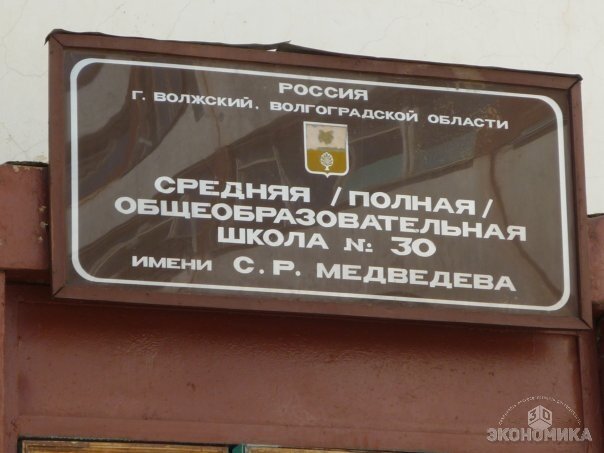 РОССИЯ
Г. ВОЛЖСКИЙ, ВОЛГОГРАДСКОЙ ОБЛАСТИ
СРЕДНЯЯ /ПОЛНАЯ/
ОБЩЕОБРАЗОВАТЕЛЬНАЯ
ШКОЛА № 30
ИМЕНИ С.Р. МЕДВЕДЕВА
ЭКОНОМИКА